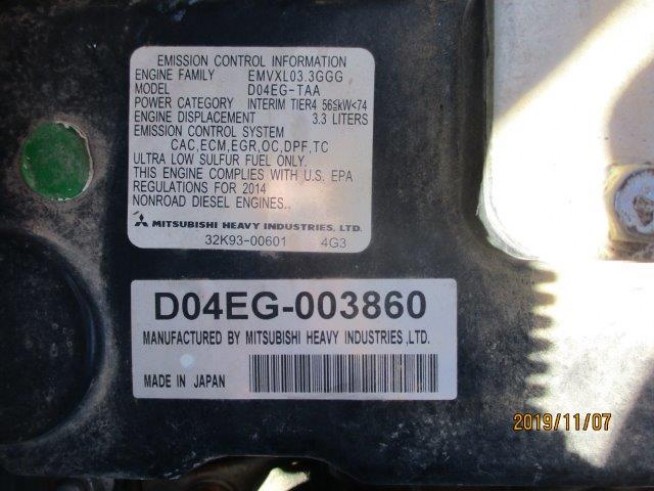 EMISSION CONTROL INFORMATION
ENGINE FAMILY EMVXL03.3GGG
MODEL D04EG-TAA
POWER CATEGORY INTERIM TIER4 56≤kW<74
ENGINE DISPLACEMENT 3.3 LITERS
EMISSION CONTROL SYSTEM
CAC,ECM,EGR,OC,DPF,TC
ULTRA LOW SULFUR FUEL ONLY.
THIS ENGINE COMPLIES WITH U.S. EPA
REGULATIONS FOR 2014
NONROAD DIESEL ENGINES.
MITSUBISHI HEAVY INDUSTRIES, LTD.
32K93-00601 4G3
D04EG-003860
MANUFACTURED BY MITSUBISHI HEAVY INDUSTRIES,LTD.
MADE IN JAPAN
2019/11/07